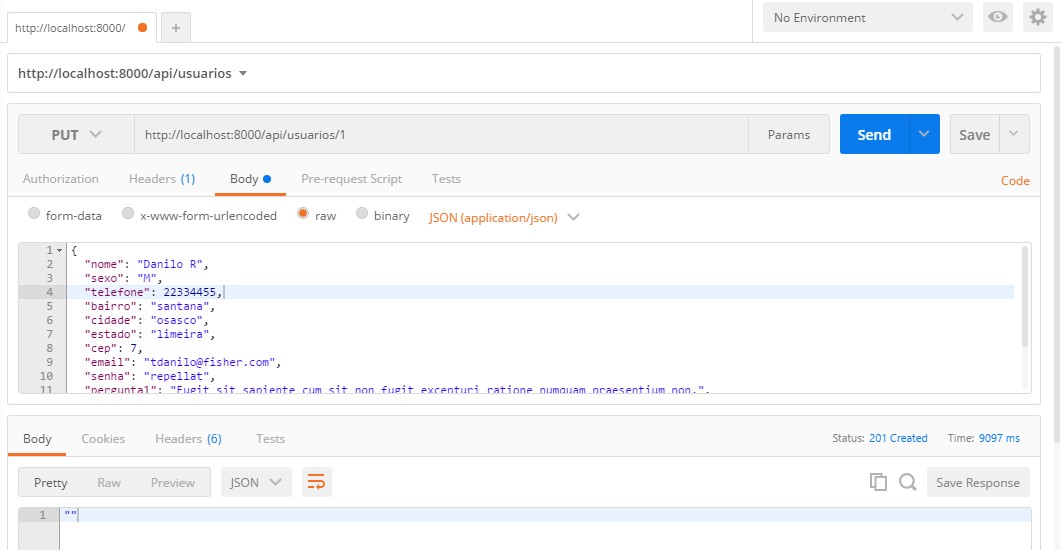 http://localhost:8000/
+
No Environment
http://localhost:8000/api/usuarios
PUT
http://localhost:8000/api/usuarios/1
Params
Send
Save
Authorization
Headers (1)
Body
Pre-request Script
Tests
Code
form-data
x-www-form-urlencoded
raw
binary
JSON (application/json)
1 {
2 "nome": "Danilo R",
3 "sexo": "M",
4 "telefone": 22334455,
5 "bairro": "santana",
6 "cidade": "osasco",
7 "estado": "limeira",
8 "cep": 7,
9 "email": "tdanilo@fisher.com",
10 "senha": "repellat",
11 "pergunta1": "Fugit sit sapiente cum sit non fugit excepturi ratione numquam praesentium non.",
Body
Cookies
Headers (6)
Tests
Status: 201 Created
Time: 9097 ms
Pretty
Raw
Preview
JSON
Save Response
1 ""